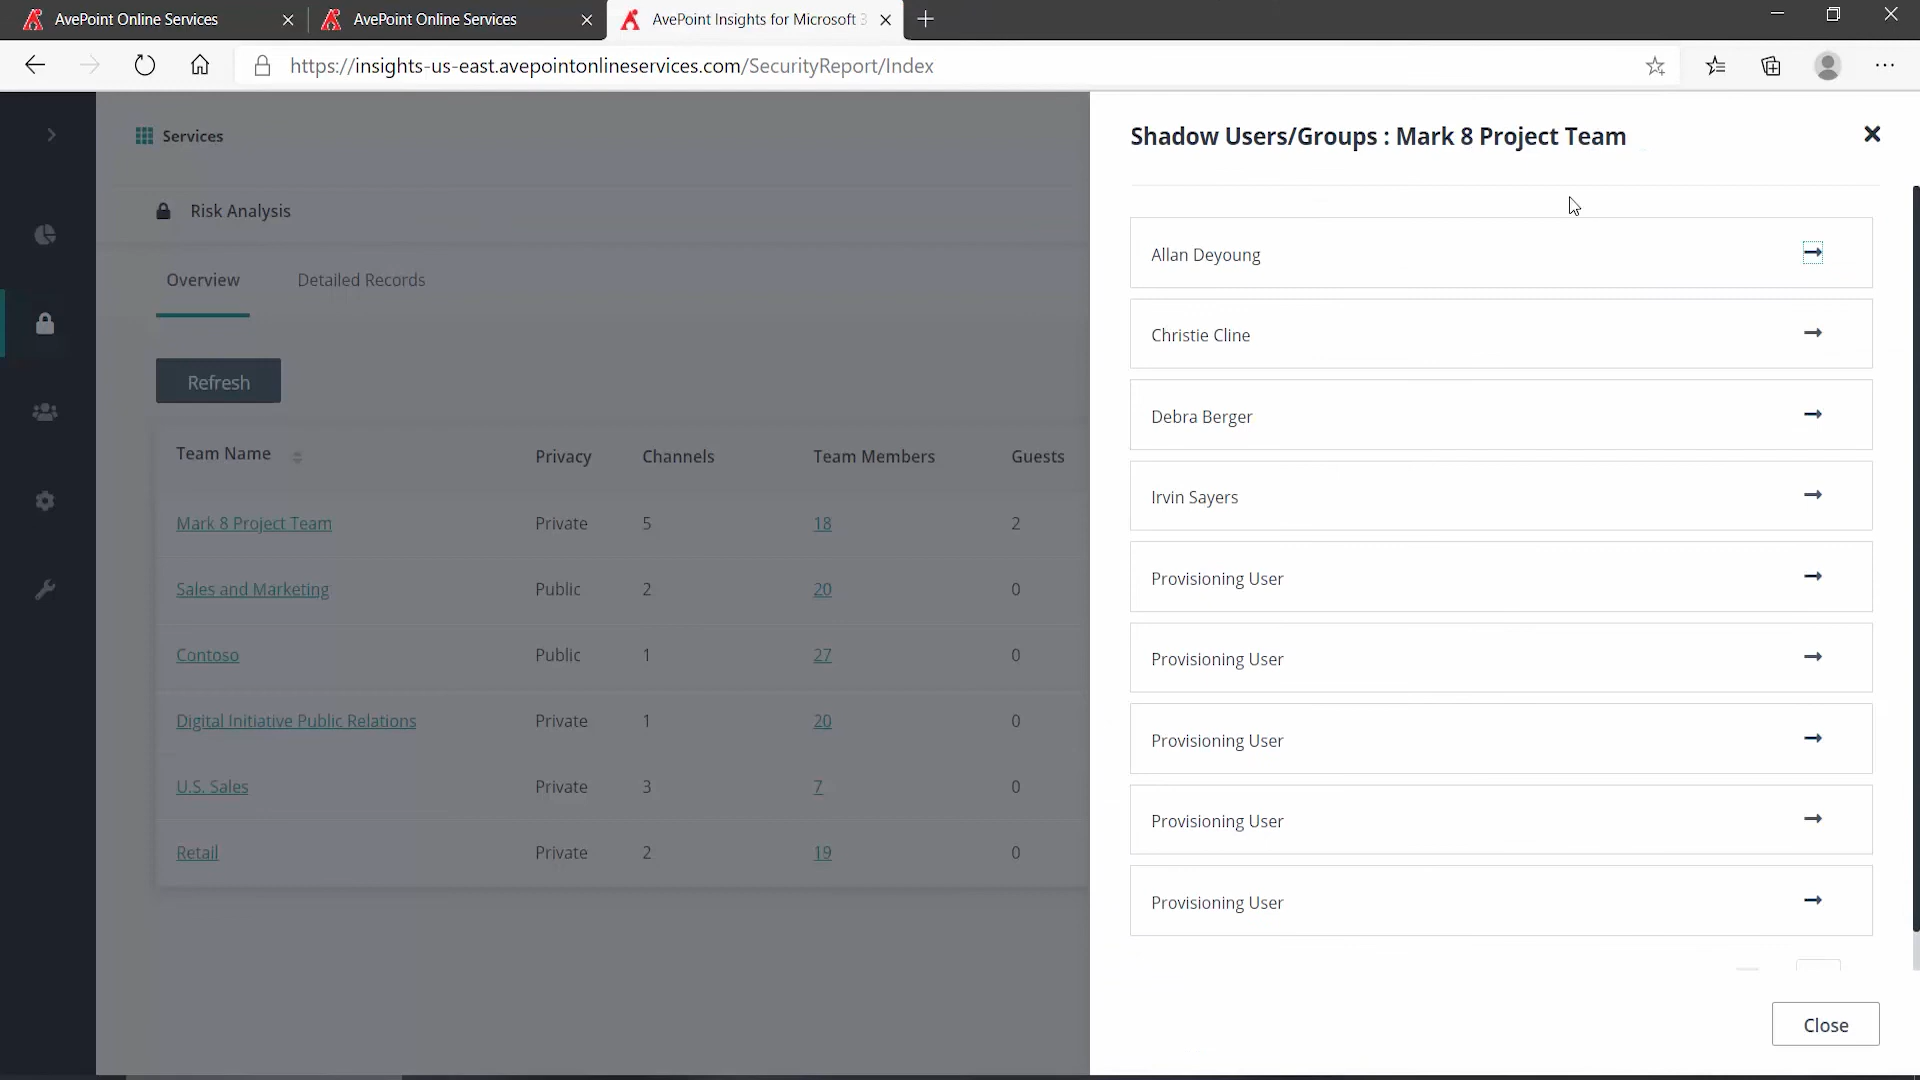 AvePoint Online Services
AvePoint Online Services
AvePoint Insights for Microsoft 3
https://insights-us-east.avepointonlineservices.com/SecurityReport/Index
Services
Risk Analysis
Overview
Detailed Records
Refresh
Team Name Privacy Channels Team Members Guests
Mark 8 Project Team Private 5 18 2
Sales and Marketing Public 2 20 0
Contoso Public 1 27 0
Digital Initiative Public Relations Private 1 20 0
U.S. Sales Private 3 7 0
Retail Private 2 19 0
Shadow Users/Groups : Mark 8 Project Team
Allan Deyoung
Christie Cline
Debra Berger
Irvin Sayers
Provisioning User
Provisioning User
Provisioning User
Provisioning User
Provisioning User
Close